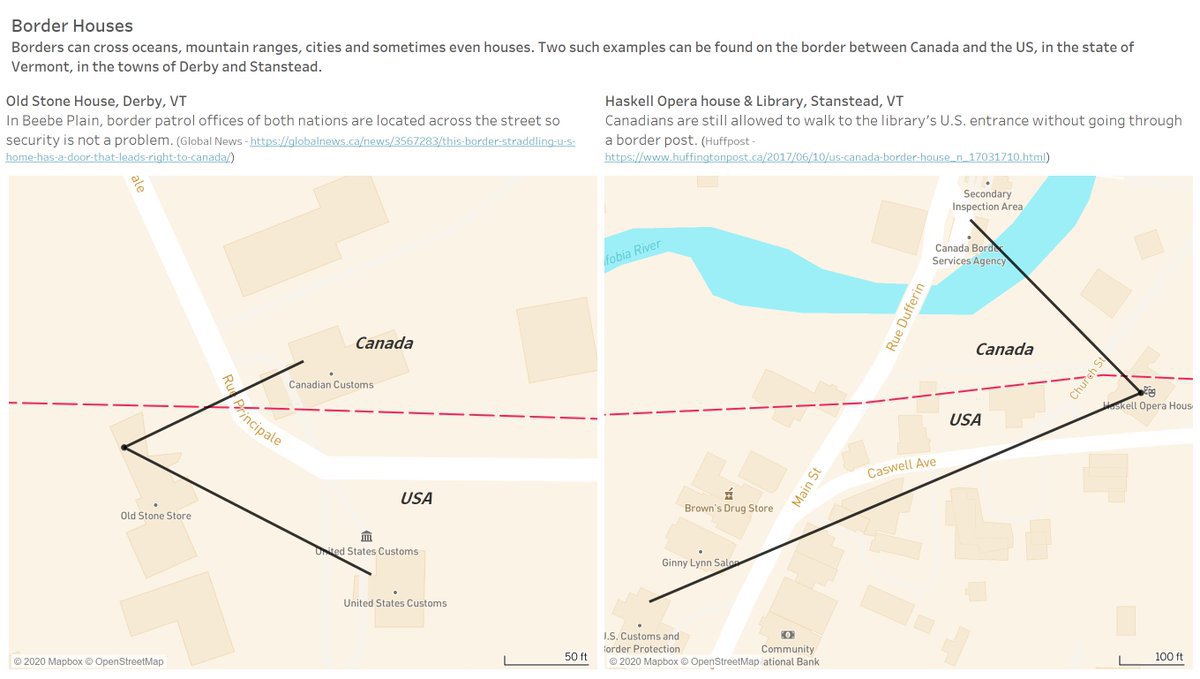 Border Houses
Borders can cross oceans, mountain ranges, cities and sometimes even houses. Two such examples can be found on the border between Canada and the US, in the state of
Vermont, in the towns of Derby and Stanstead.
Old Stone House, Derby, VT
In Beebe Plain, border patrol offices of both nations are located across the street so
security is not a problem. (Global News - https://globalnews.ca/news/3567283/this-border-straddling-u-s-
home-has-a-door-that-leads-right-to-canada/)
Haskell Opera house & Library, Stanstead, VT
Canadians are still allowed to walk to the library's U.S. entrance without going through
a border post. (Huffpost -
https://www.huffingtonpost.ca/2017/06/10/us-canada-border-house_n_17031710.html)
ale
Canada
Canadian Customs
Rue Principale
USA
Old Stone Store
United States Customs
United States Customs
© 2020 Mapbox © OpenStreetMap
50 ft
Secondary
Inspection Area
ifobia River
Canada Border
Services Agency
Rue Dufferin
Canada
Church St
Haskell Opera Hous
USA
Caswell Ave
Main St
Brown's Drug Store
Ginny Lynn Salon
U.S. Customs and
Border Protection
Community
ational Bank
© 2020 Mapbox © OpenStreetMap
100 ft